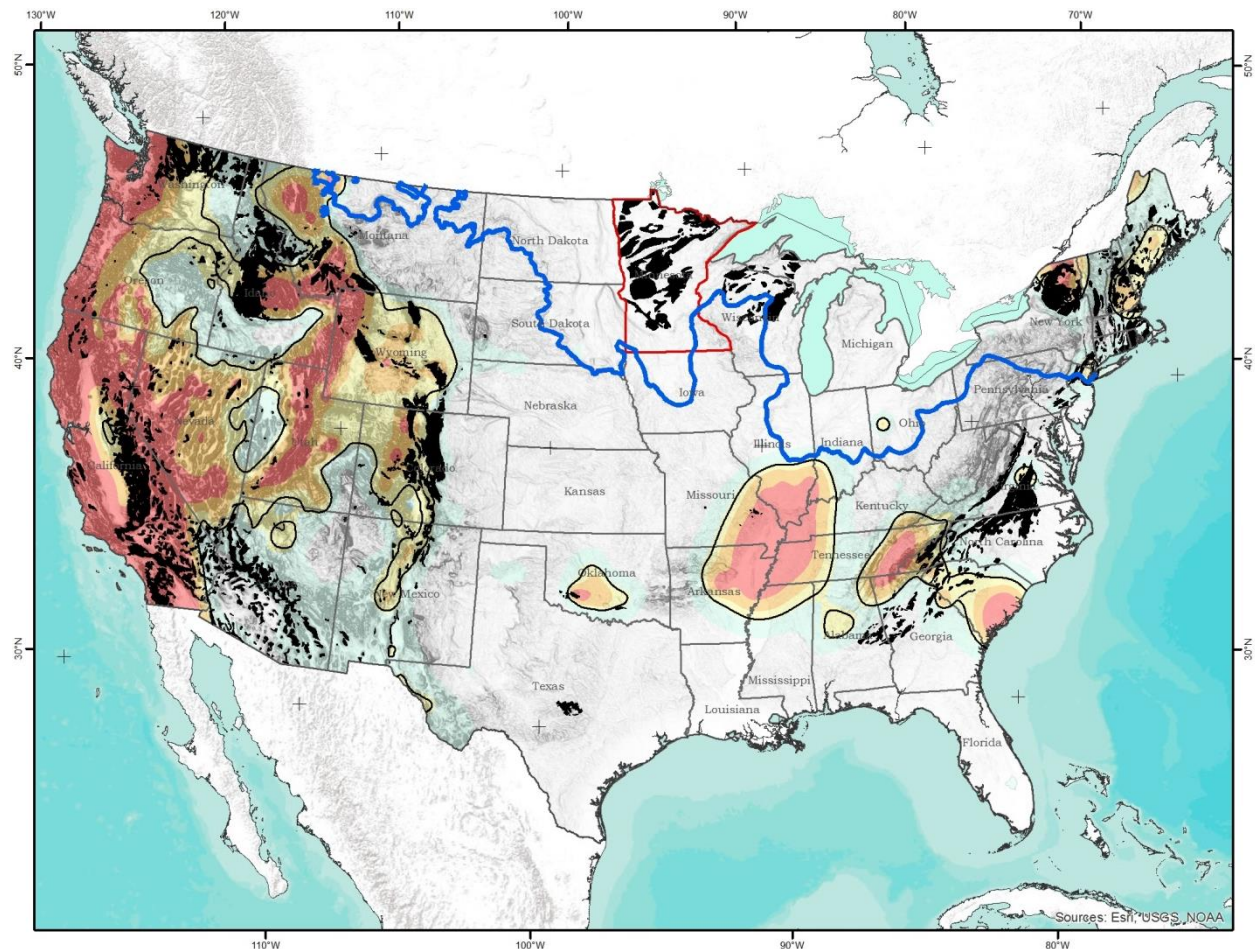 130°W 120°W 110°W 100°W 90°W 80°W 70°W
50°N 50°N
Washington
Montana
North Dakota
Oregon
South Dakota
Wisconsin
Wyoming
Michigan
New York
40°N 40°N
Iowa
Pennsylvania
Nebraska
Nevada
Utah
Ohio
Illinois
Indiana
California
Kansas
Missouri
Kentucky
North Carolina
Tennessee
Oklahoma
Arkansas
New Mexico
Alabama
Georgia
30°N 30°N
Texas
Mississippi
Louisiana
Florida
Sources: Esri, USGS, NOAA
110°W 100°W 90°W 80°W